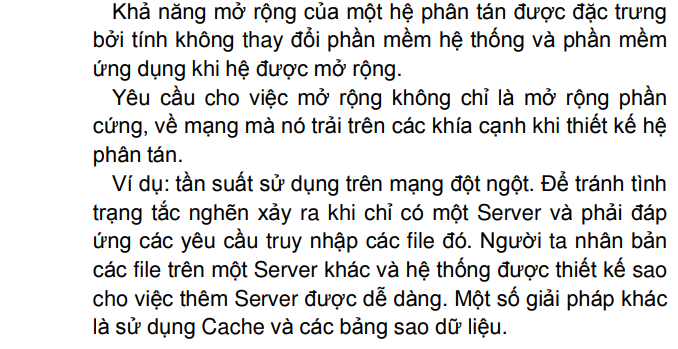 Khả năng mở rộng của một hệ phân tán được đặc trưng
bởi tính không thay đổi phần mềm hệ thống và phần mềm
ứng dụng khi hệ được mở rộng.
Yêu cầu cho việc mở rộng không chỉ là mở rộng phần
cứng, về mạng mà nó trải trên các khía cạnh khi thiết kế hệ
phân tán.
Ví dụ: tần suất sử dụng trên mạng đột ngột. Để tránh tình
trạng tắc nghẽn xảy ra khi chỉ có một Server và phải đáp
ứng các yêu cầu truy nhập các file đó. Người ta nhân bản
các file trên một Server khác và hệ thống được thiết kế sao
cho việc thêm Server được dễ dàng. Một số giải pháp khác
là sử dụng Cache và các bảng sao dữ liệu.